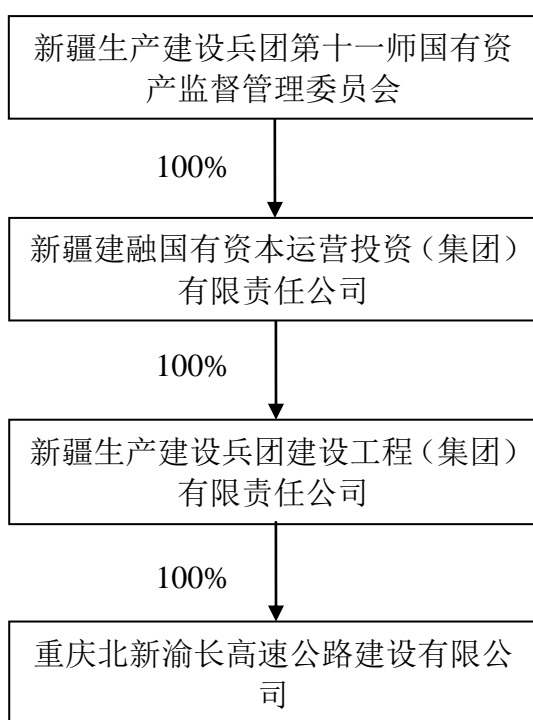 新疆生产建设兵团第十一师国有资
产监督管理委员会
100%
新疆建融国有资本运营投资（集团）
有限责任公司
100%
新疆生产建设兵团建设工程（集团）
有限责任公司
100%
重庆北新渝长高速公路建设有限公
司